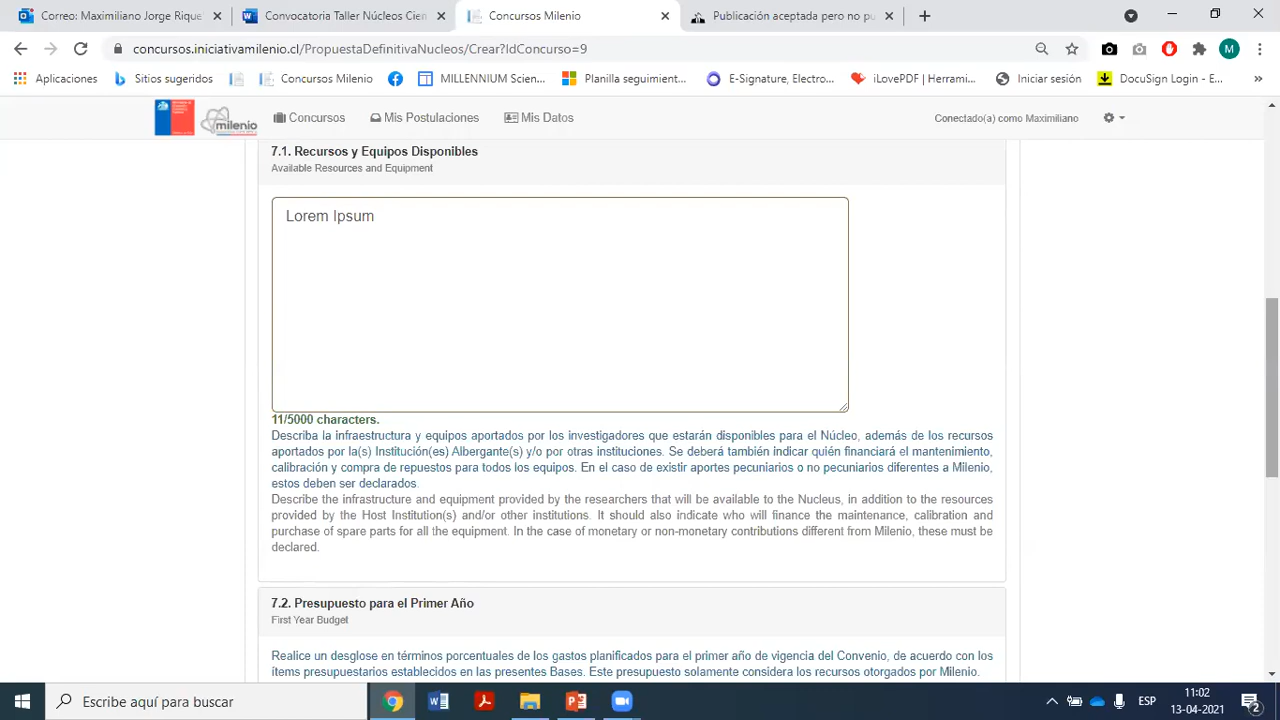 Correo: Maximiliano Jorge Rique
Convocatoria Taller Núcleos Cien
Concursos Milenio
Publicación aceptada pero no pu
concursos.iniciativamilenio.cl/PropuestaDefinitivaNucleos/Crear?IdConcurso=9
M
Aplicaciones
Sitios sugeridos
Concursos Milenio
MILLENNIUM Scien...
Planilla seguimient...
E-Signature, Electro...
iLovePDF | Herrami...
Iniciar sesión
DocuSign Login - E...
»
milenio
Concursos
Mis Postulaciones
Mis Datos
Conectado(a) como Maximiliano
7.1. Recursos y Equipos Disponibles
Available Resources and Equipment
Lorem Ipsum
11/5000 characters.
Describa la infraestructura y equipos aportados por los investigadores que estarán disponibles para el Núcleo, además de los recursos
aportados por la(s) Institución(es) Albergante(s) y/o por otras instituciones. Se deberá también indicar quién financiará el mantenimiento,
calibración y compra de repuestos para todos los equipos. En el caso de existir aportes pecuniarios o no pecuniarios diferentes a Milenio,
estos deben ser declarados.
Describe the infrastructure and equipment provided by the researchers that will be available to the Nucleus, in addition to the resources
provided by the Host Institution(s) and/or other institutions. It should also indicate who will finance the maintenance, calibration and
purchase of spare parts for all the equipment. In the case of monetary or non-monetary contributions different from Milenio, these must be
declared.
7.2. Presupuesto para el Primer Año
First Year Budget
Realice un desglose en términos porcentuales de los gastos planificados para el primer año de vigencia del Convenio, de acuerdo con los
ítems presupuestarios establecidos en las presentes Bases. Este presupuesto solamente considera los recursos otorgados por Milenio.
Escribe aquí para buscar
ESP
11:02
13-04-2021
2